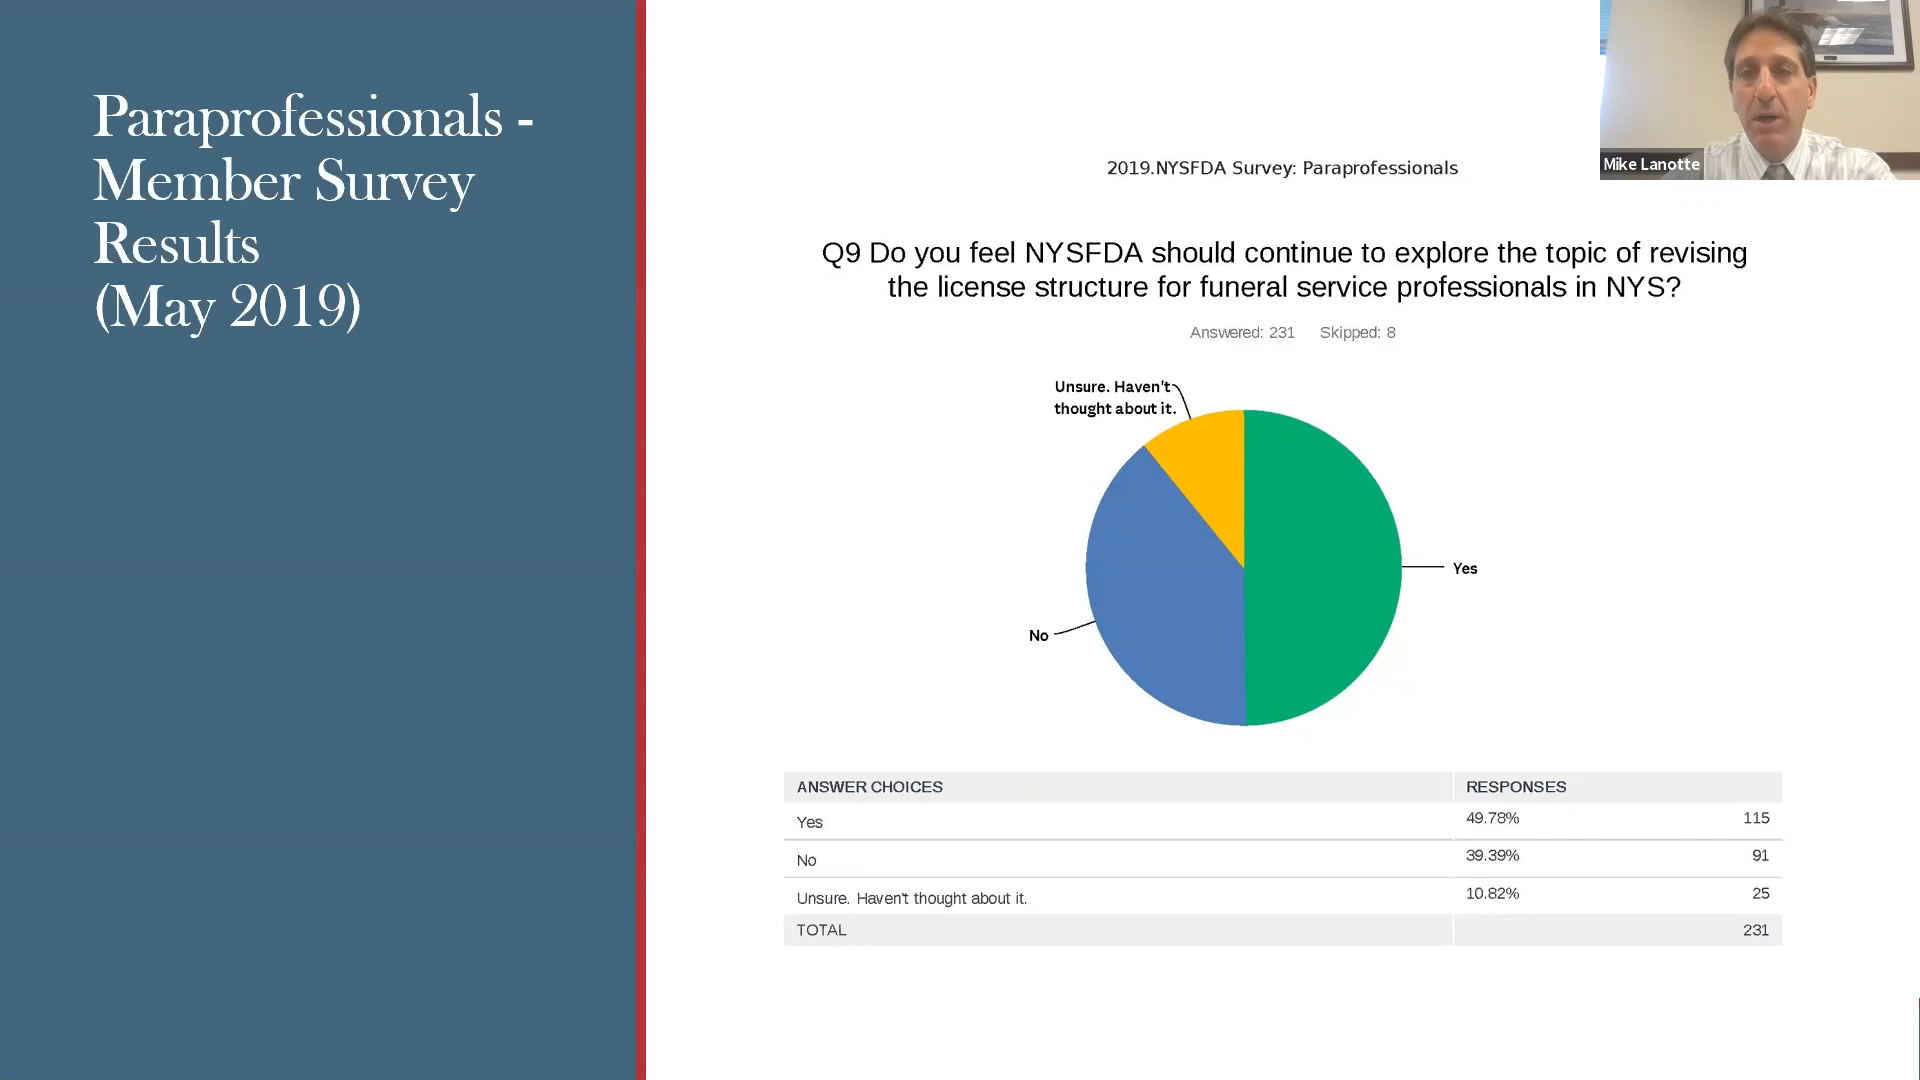 Paraprofessionals -
Member Survey
Results
(May 2019)
Mike Lanotte
2019.NYSFDA Survey: Paraprofessionals
Q9 Do you feel NYSFDA should continue to explore the topic of revising
the license structure for funeral service professionals in NYS?
Answered: 231 Skipped: 8
Unsure. Haven't
thought about it.
Yes
No
ANSWER CHOICES RESPONSES
Yes 49.78% 115
No 39.39% 91
Unsure. Haven't thought about it. 10.82% 25
TOTAL 231